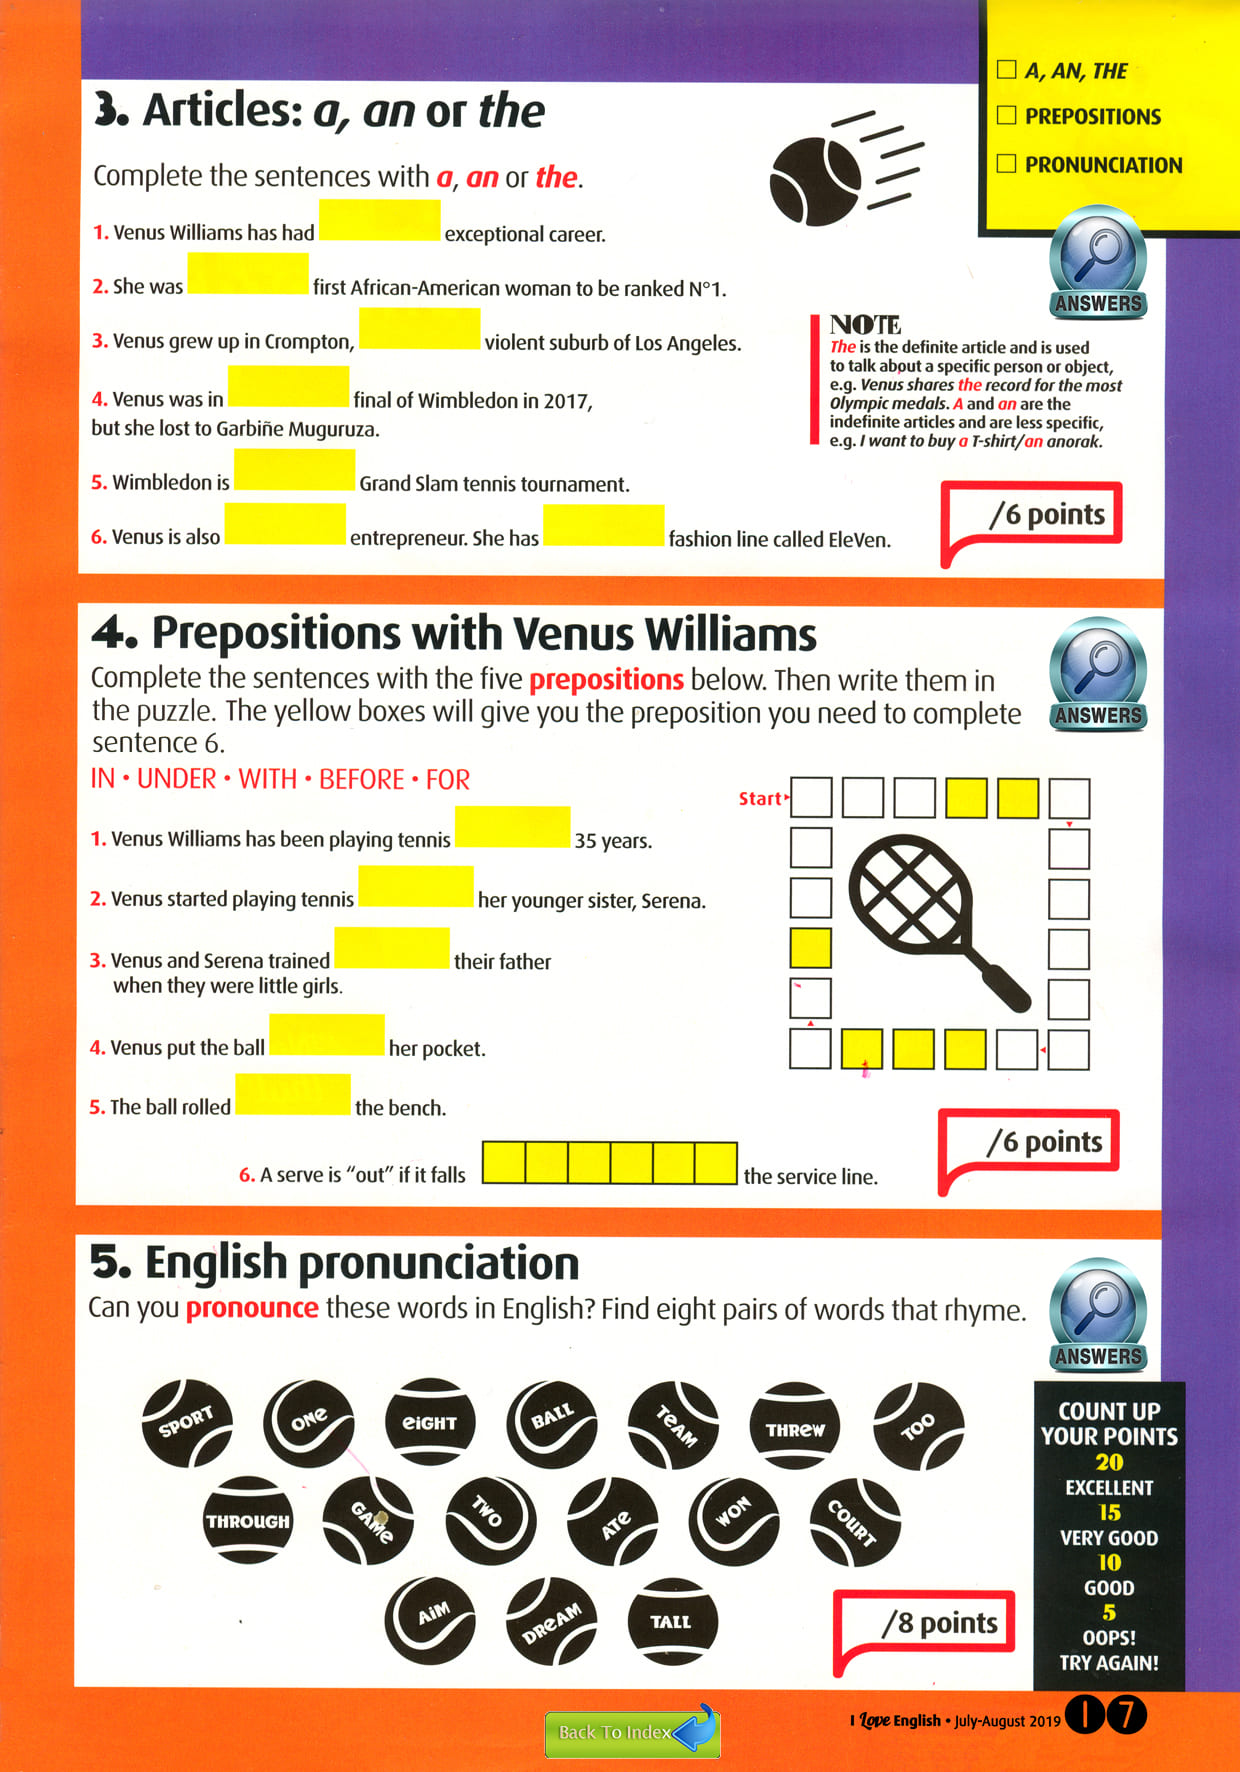 A, AN, THE
PREPOSITIONS
PRONUNCIATION
ANSWERS
3. Articles: a, an or the
Complete the sentences with a, an or the.
1. Venus Williams has had exceptional career.
2. She was first African-American woman to be ranked N°1.
3. Venus grew up in Crompton, violent suburb of Los Angeles.
4. Venus was in final of Wimbledon in 2017,
but she lost to Garbiñe Muguruza.
5. Wimbledon is Grand Slam tennis tournament.
6. Venus is also entrepreneur. She has fashion line called EleVen.
NOTE
The is the definite article and is used
to talk about a specific person or object,
e.g. Venus shares the record for the most
Olympic medals. A and an are the
indefinite articles and are less specific,
e.g. I want to buy a T-shirt/an anorak.
/6 points
4. Prepositions with Venus Williams
Complete the sentences with the five prepositions below. Then write them in
the puzzle. The yellow boxes will give you the preposition you need to complete
sentence 6.
ANSWERS
IN • UNDER • WITH • BEFORE • FOR
Start
1. Venus Williams has been playing tennis 35 years.
2. Venus started playing tennis her younger sister, Serena.
3. Venus and Serena trained their father
when they were little girls.
4. Venus put the ball her pocket.
5. The ball rolled the bench.
6. A serve is “out” if it falls the service line.
/6 points
5. English pronunciation
Can you pronounce these words in English? Find eight pairs of words that rhyme.
ANSWERS
SPORT
ONe
eiGHT
BALL
TeAM
THReW
TOO
THROuGH
GAMe
TWO
ATe
WON
COuRT
AiM
DReAM
TALL
/8 points
COUNT UP
YOUR POINTS
20
EXCELLENT
15
VERY GOOD
10
GOOD
5
OOPS!
TRY AGAIN!
I Love English • July-August 2019 17
Back To Index